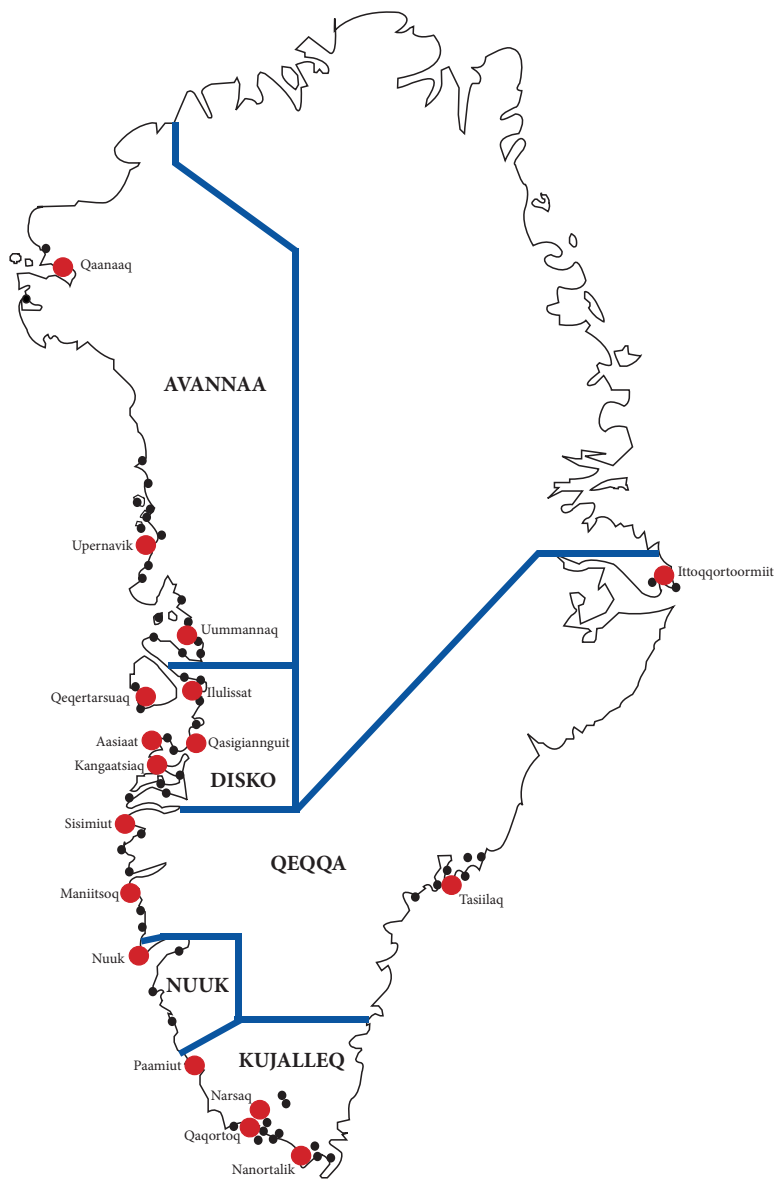 Qaanaaq
AVANNAA
Upernavik
Ittoqqortoormiit
Uummannaq
Qeqertarsuaq
Ilulissat
Aasiaat
Qasigiannguit
Kangaatsiaq
DISKO
Sisimiut
QEQQA
Maniitsoq
Tasiilaq
Nuuk
NUUK
Paamiut
KUJALLEQ
Narsaq
Qaqortoq
Nanortalik